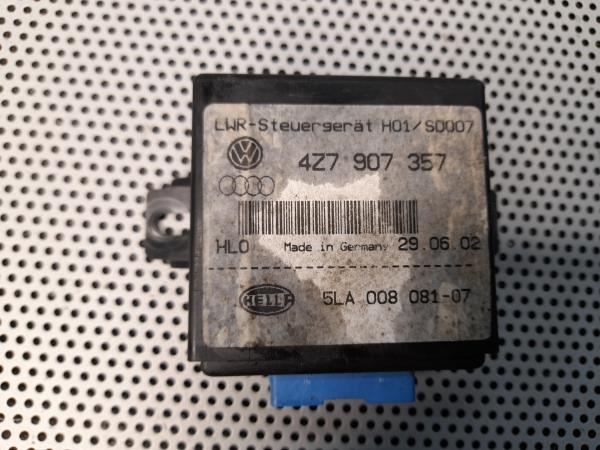 LWR-Steuergerät H01/SD007
4Z7 907 357
HLO Made in Germany 29.06.02
HELLA 5LA 008 081-07